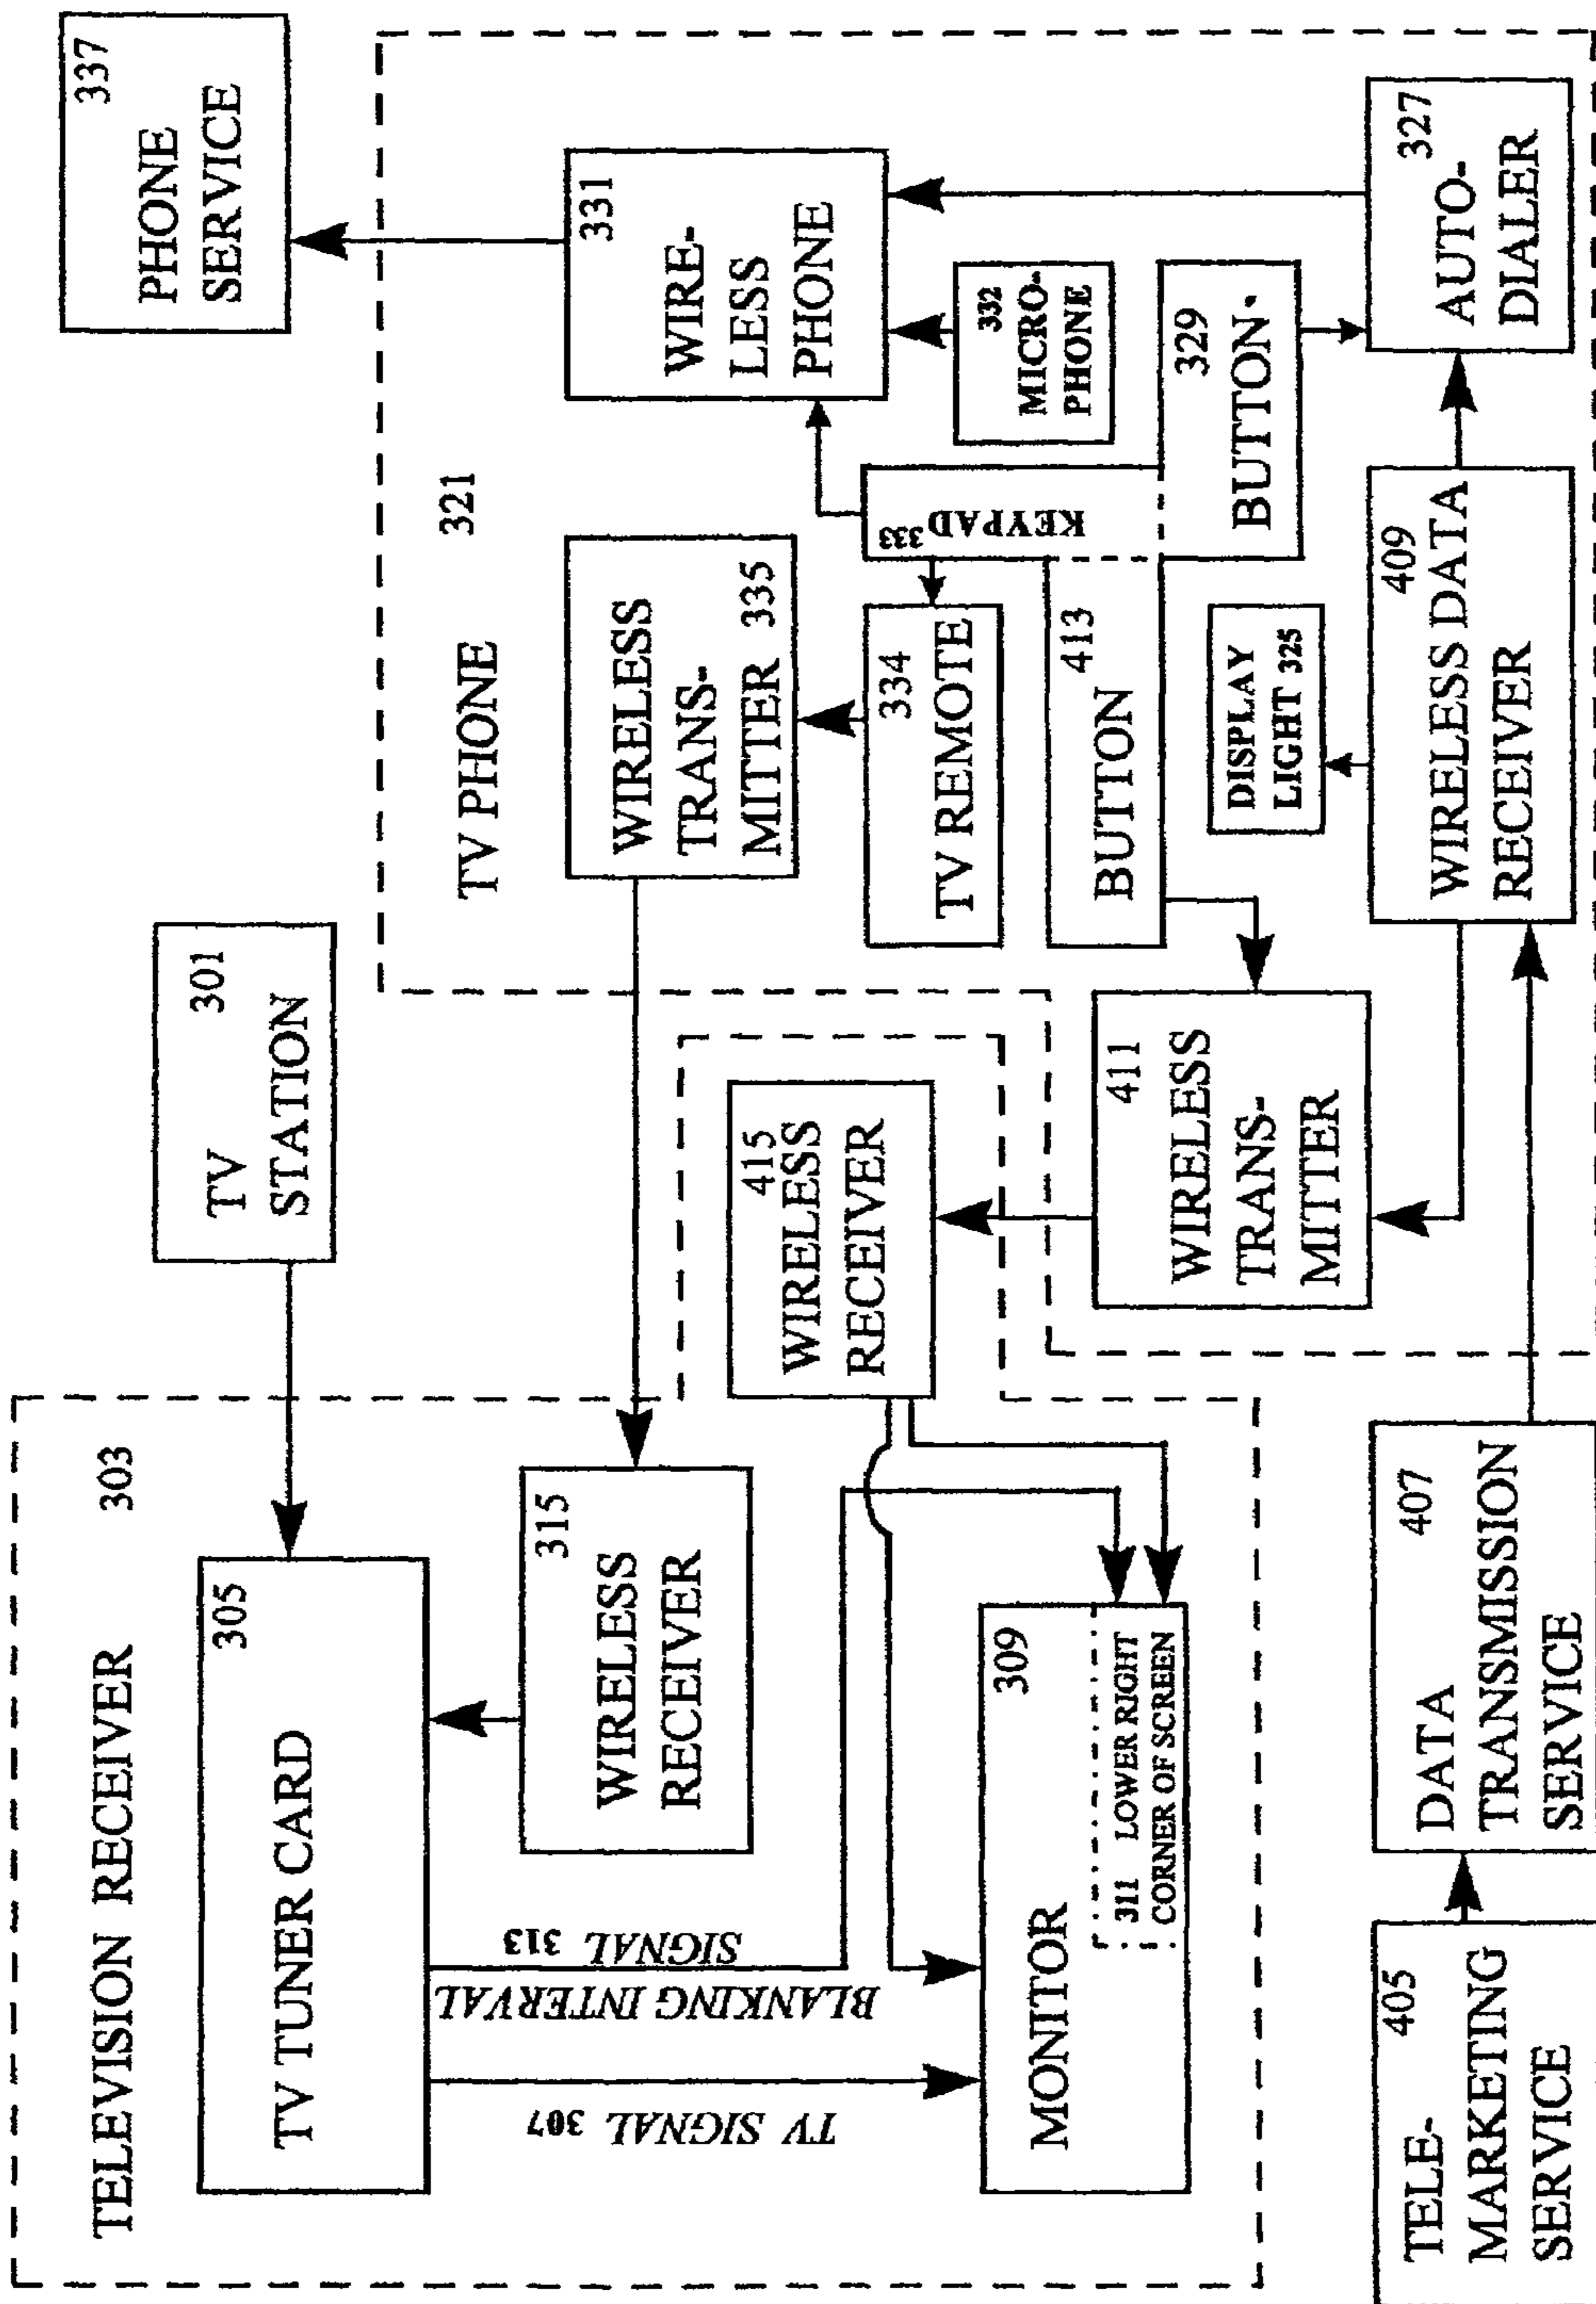 TELEVISION RECEIVER 303
305
TV TUNER CARD
315
WIRELESS
RECEIVER
TV SIGNAL 307
BLANKING INTERVAL
SIGNAL 313
309
MONITOR
311 LOWER RIGHT
CORNER OF SCREEN
301
TV
STATION
415
WIRELESS
RECEIVER
337
PHONE
SERVICE
TV PHONE 321
WIRELESS
TRANS-
MITTER 335
331
WIRE-
LESS
PHONE
334
TV REMOTE
KEYPAD
333
332
MICRO-
PHONE
413
BUTTON
329
BUTTON
411
WIRELESS
TRANS-
MITTER
DISPLAY
LIGHT 325
409
WIRELESS DATA
RECEIVER
327
AUTO-
DIALER
405
TELE-
MARKETING
SERVICE
407
DATA
TRANSMISSION
SERVICE